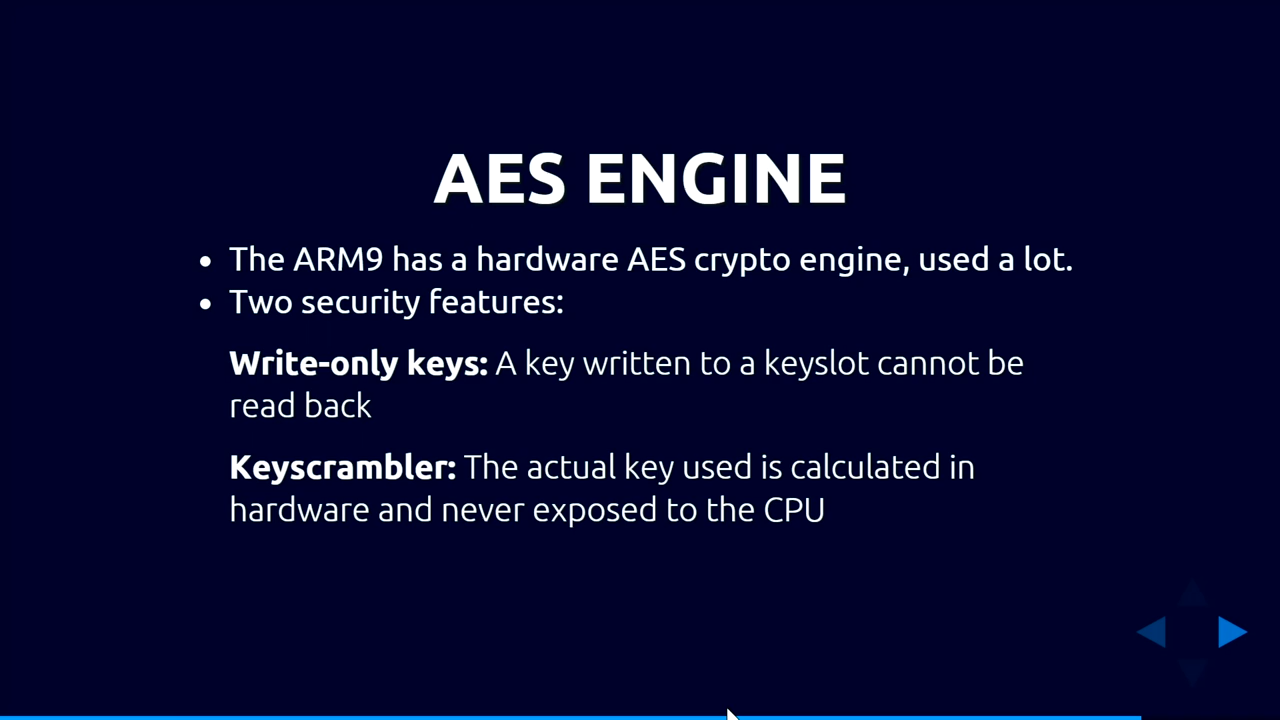 AES ENGINE
• The ARM9 has a hardware AES crypto engine, used a lot.
• Two security features:
Write-only keys: A key written to a keyslot cannot be
read back
Keyscrambler: The actual key used is calculated in
hardware and never exposed to the CPU